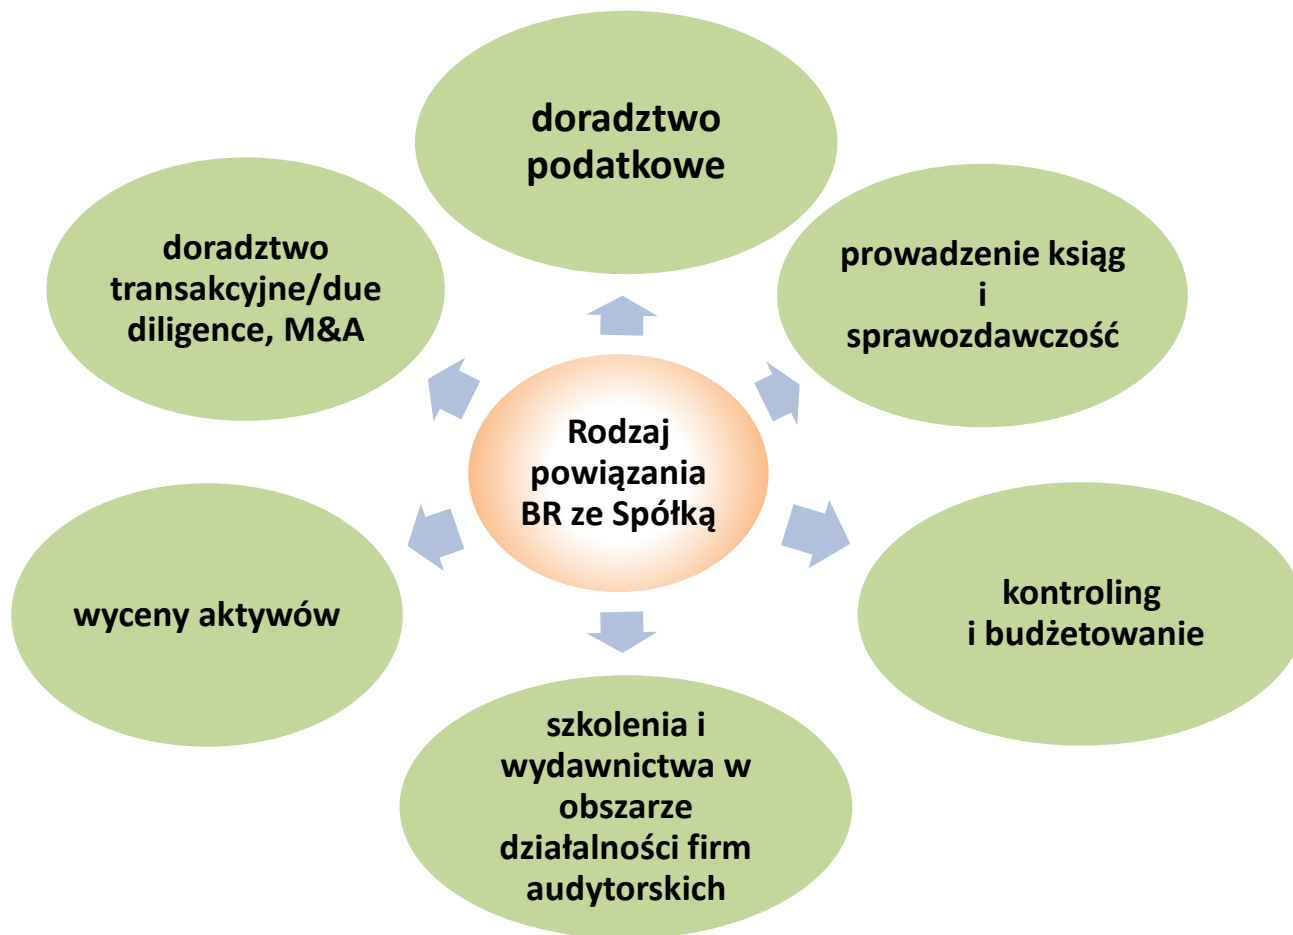 doradztwo
podatkowe
doradztwo
transakcyjne/due
diligence, M&A
prowadzenie ksiąg
i
sprawozdawczość
Rodzaj
powiązania
BR ze Spółką
wyceny aktywów
kontroling
i budżetowanie
szkolenia i
wydawnictwa w
obszarze
działalności firm
audytorskich